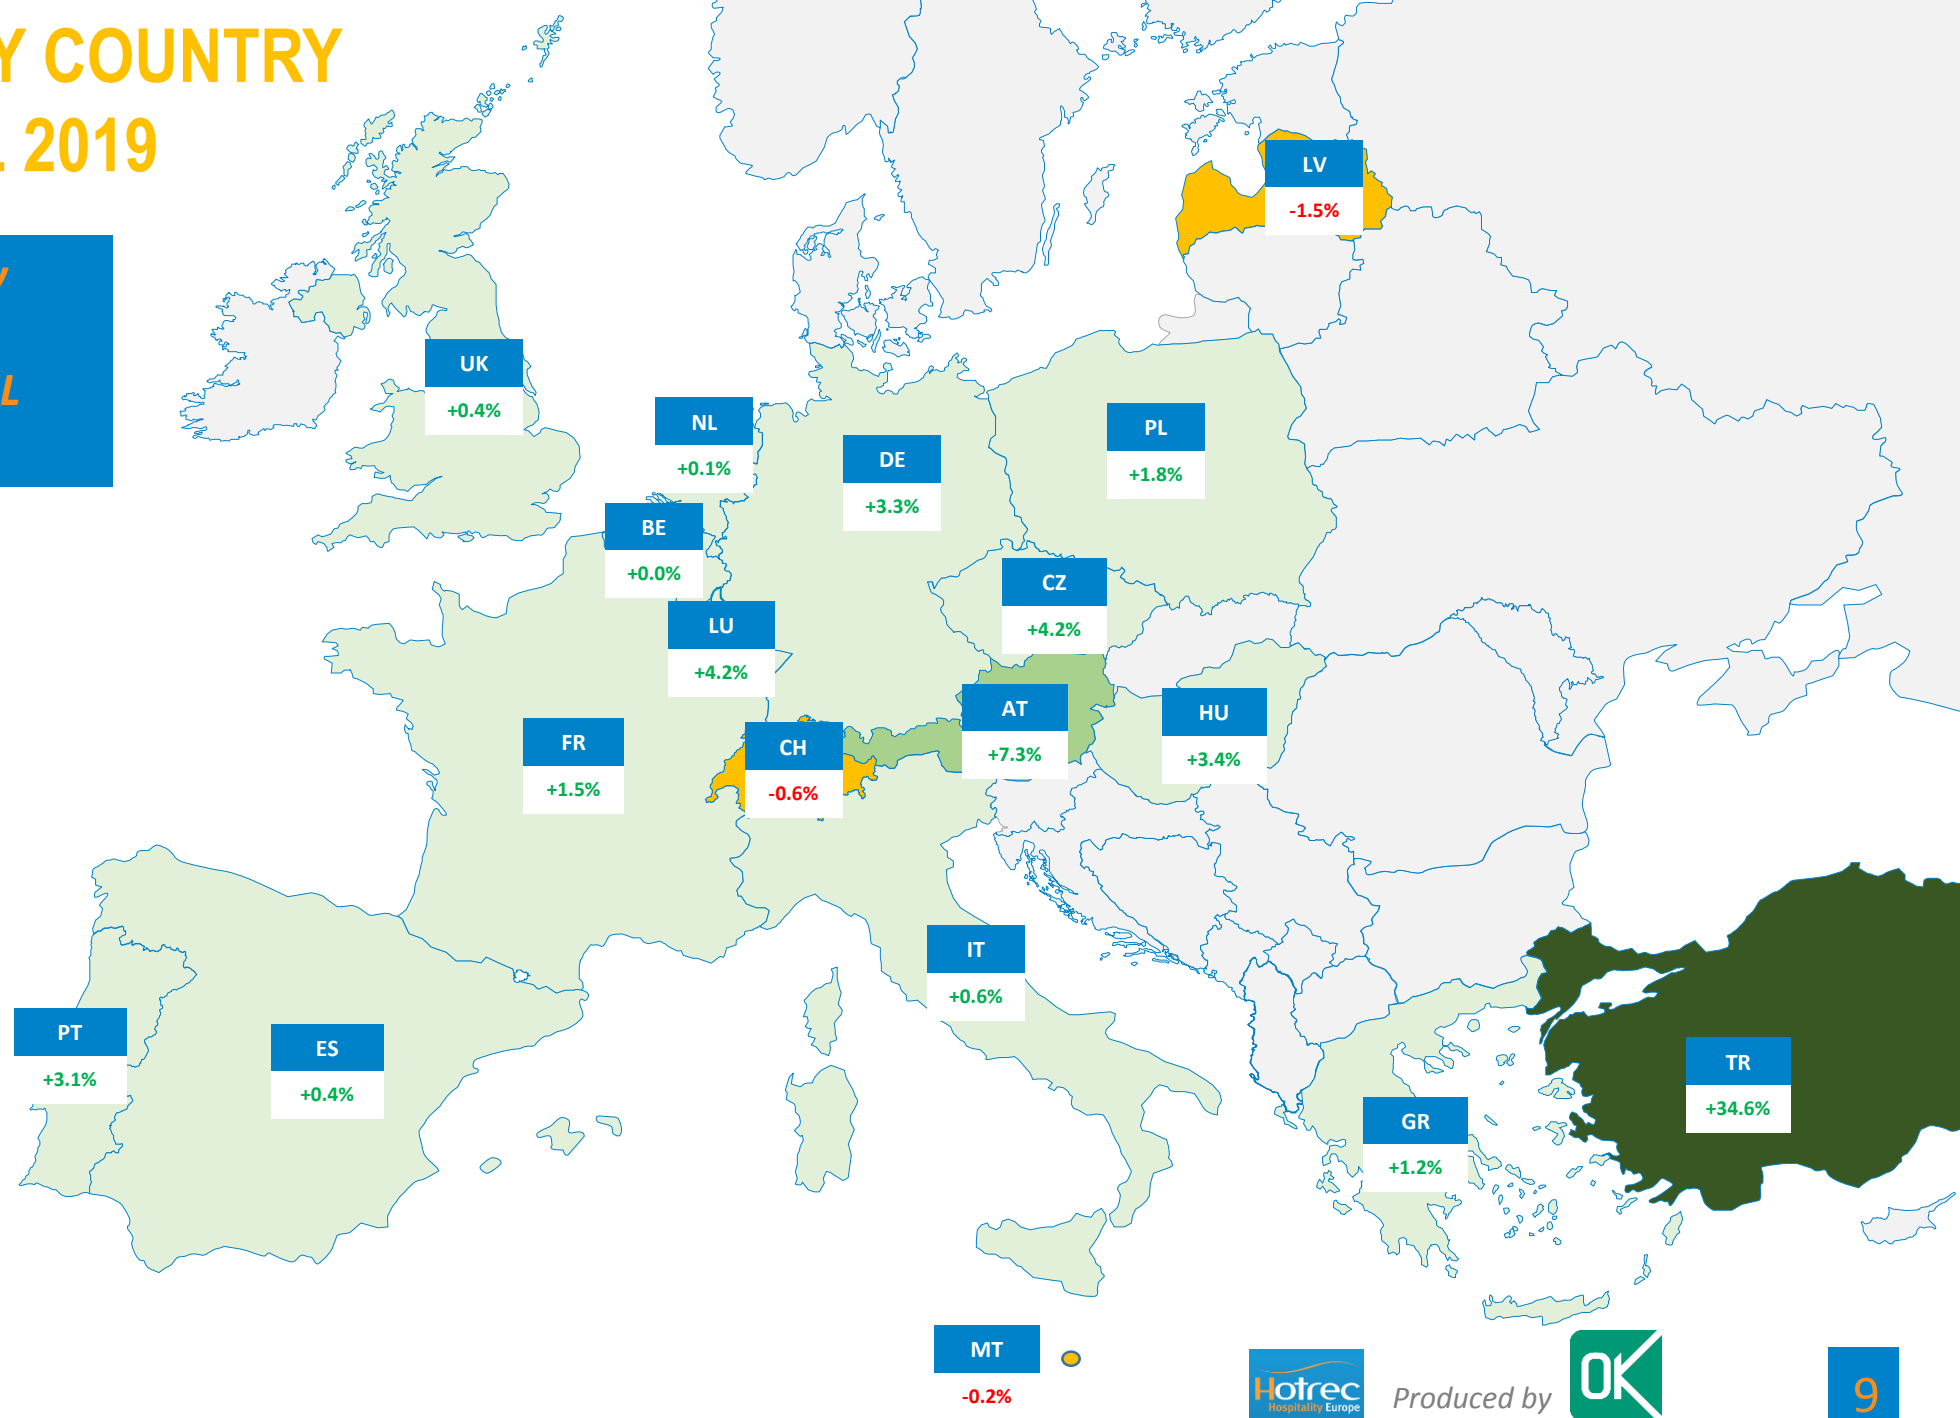 Y COUNTRY
L 2019
Y
L
LV
-1.5%
UK
+0.4%
NL
+0.1%
DE
+3.3%
PL
+1.8%
BE
+0.0%
CZ
+4.2%
LU
+4.2%
AT
+7.3%
HU
+3.4%
FR
+1.5%
CH
-0.6%
IT
+0.6%
PT
+3.1%
ES
+0.4%
TR
+34.6%
GR
+1.2%
MT
-0.2%
Hotrec
Hospitality Europe
Produced by
OK
9